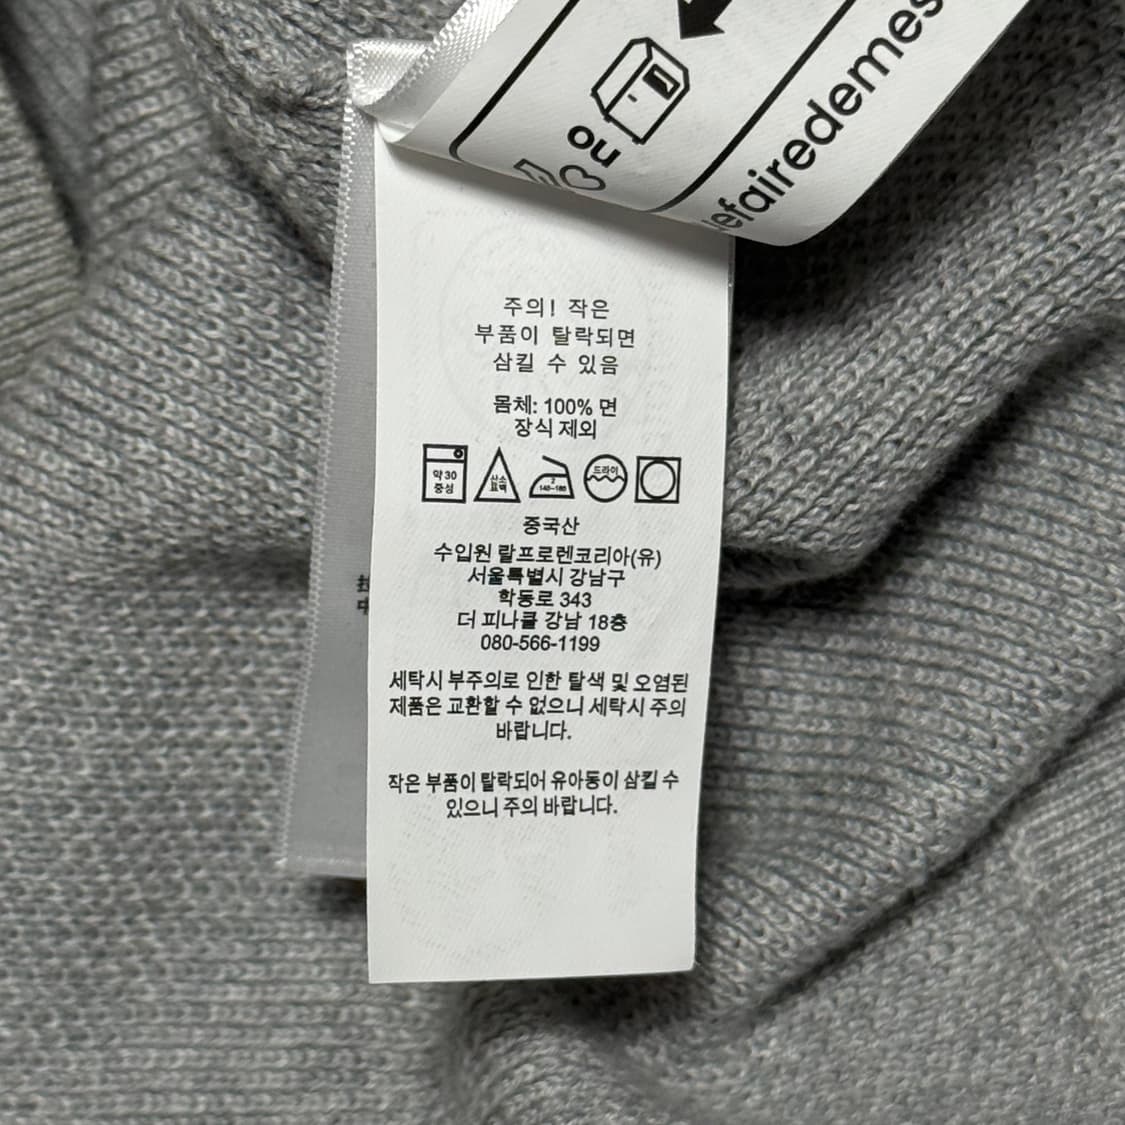 OU
uefairedemes
주의! 작은
부품이 탈락되면
삼킬 수 있음
몸체: 100% 면
장식 제외
약 30
중성
산소
표백
2
140~160
드라이
중국산
수입원 랄프로렌코리아(유)
서울특별시 강남구
학동로 343
더 피나클 강남 18층
080-566-1199
세탁시 부주의로 인한 탈색 및 오염된
제품은 교환할 수 없으니 세탁시 주의
바랍니다.
작은 부품이 탈락되어 유아동이 삼킬 수
있으니 주의 바랍니다.